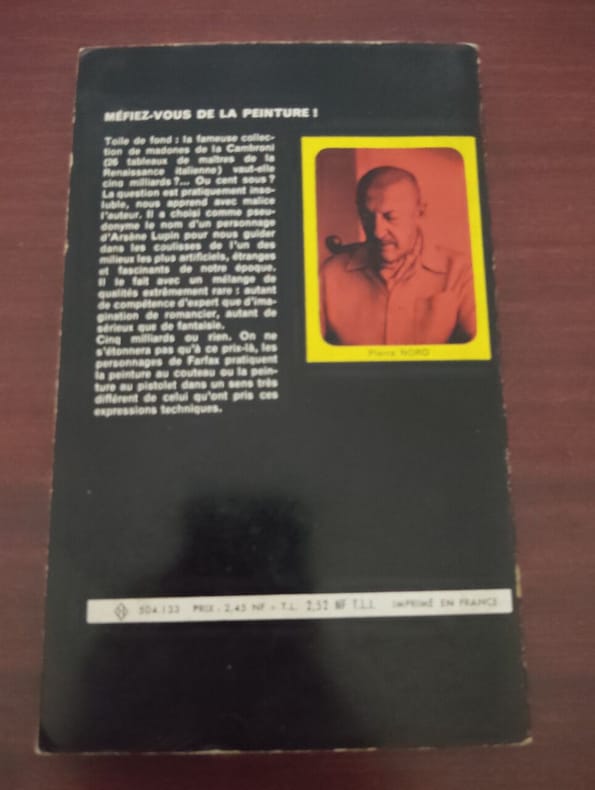 MÉFIEZ-VOUS DE LA PEINTURE !
Toile de fond : la fameuse collec-
tion de madones de la Cambroni
(26 tableaux de maîtres de la
Renaissance italienne) vaut-elle
cinq milliards ?... Ou cent sous ?
La question est pratiquement inso-
luble, nous apprend avec malice
l'auteur. Il a choisi comme pseu-
donyme le nom d'un personnage
d'Arsène Lupin pour nous guider
dans les coulisses de l'un des
milieux les plus artificiels, étranges
et fascinants de notre époque.
Il le fait avec un mélange de
qualités extrêmement rare : autant
de compétence d'expert que d'ima-
gination de romancier, autant de
sérieux que de fantaisie.
Cinq milliards ou rien. On ne
s'étonnera pas qu'à ce prix-là, les
personnages de Farfax pratiquent
la peinture au couteau ou la pein-
ture au pistolet dans un sens très
différent de celui qu'ont pris ces
expressions techniques.
Pierre NORD
504.133 PRIX : 2,45 NF + T.L. 2,52 NF T.L.I. IMPRIMÉ EN FRANCE